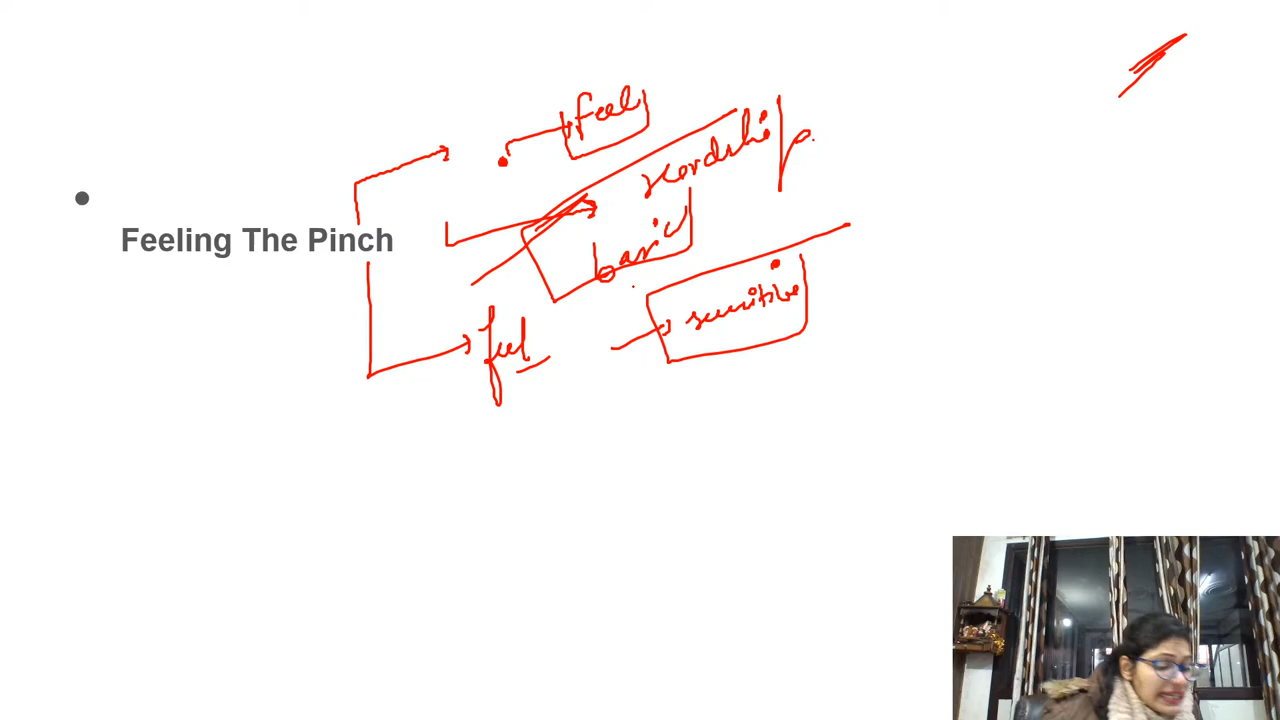 feel
hardship
Feeling The Pinch
basic
sensitive
feel